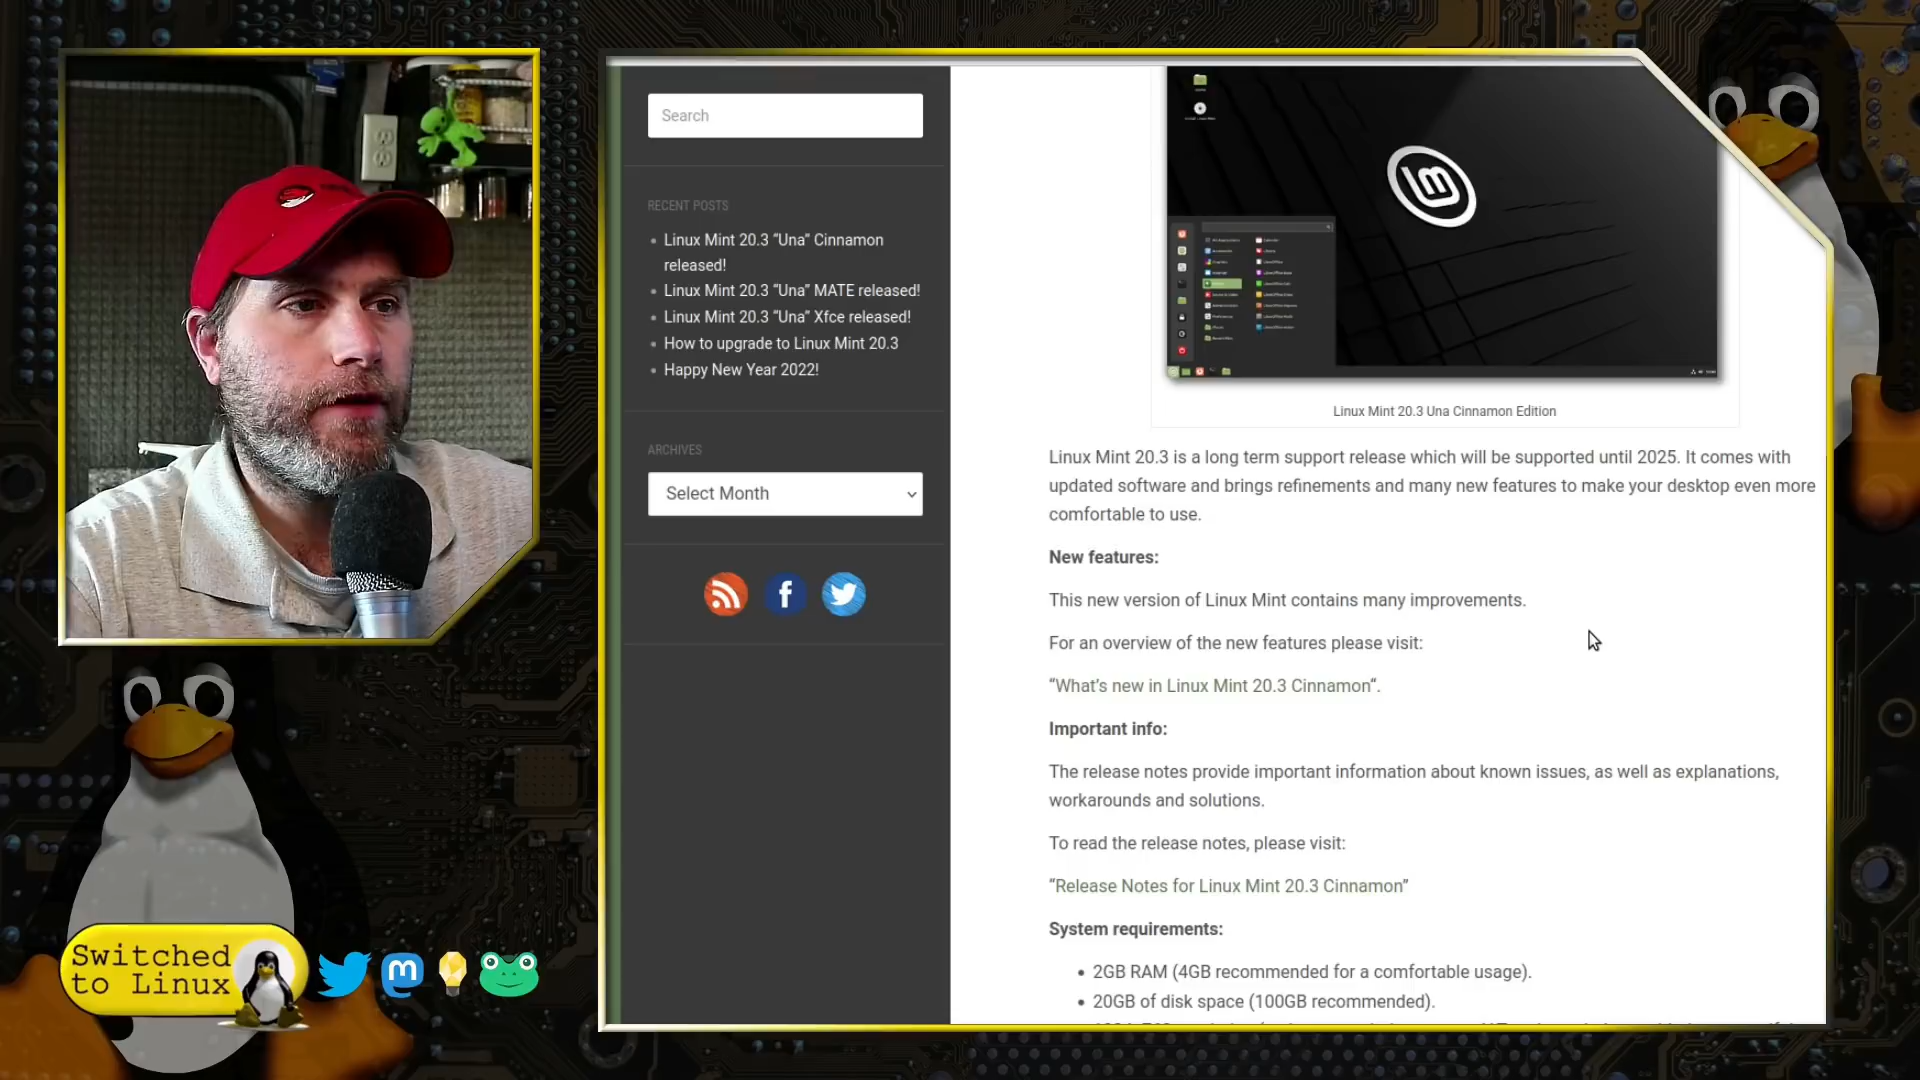 Search
RECENT POSTS
Linux Mint 20.3 “Una” Cinnamon
released!
Linux Mint 20.3 “Una” MATE released!
Linux Mint 20.3 “Una” Xfce released!
How to upgrade to Linux Mint 20.3
Happy New Year 2022!
ARCHIVES
Select Month
Linux Mint 20.3 Una Cinnamon Edition
Linux Mint 20.3 is a long term support release which will be supported until 2025. It comes with
updated software and brings refinements and many new features to make your desktop even more
comfortable to use.
New features:
This new version of Linux Mint contains many improvements.
For an overview of the new features please visit:
“What’s new in Linux Mint 20.3 Cinnamon“.
Important info:
The release notes provide important information about known issues, as well as explanations,
workarounds and solutions.
To read the release notes, please visit:
“Release Notes for Linux Mint 20.3 Cinnamon”
System requirements:
2GB RAM (4GB recommended for a comfortable usage).
20GB of disk space (100GB recommended).
Switched
to Linux